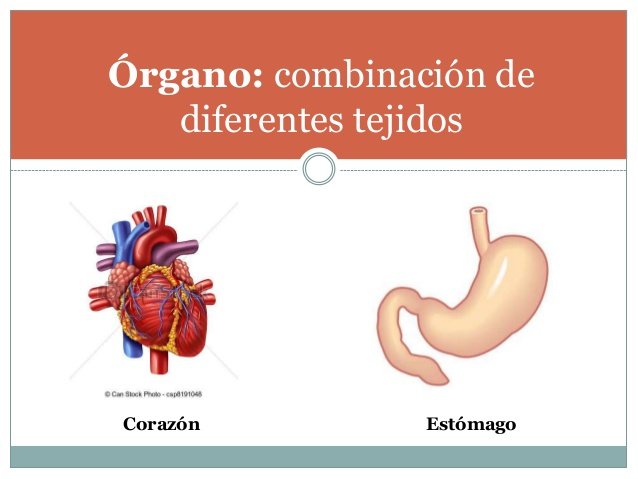 Órgano: combinación de
diferentes tejidos
© Can Stock Photo - csp8191048
Corazón
Estómago